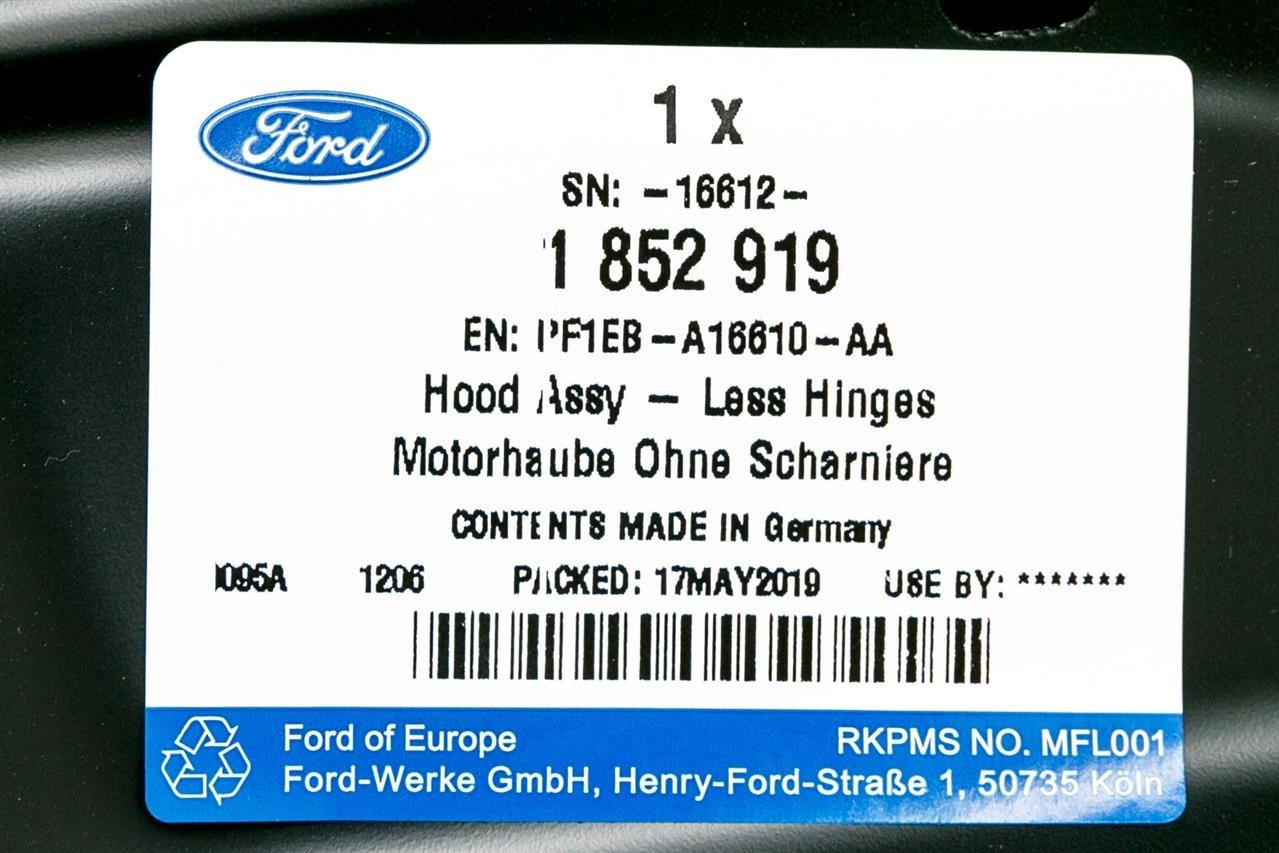 Ford
1 x
SN: -16612-
1 852 919
EN: PF1EB-A16610-AA
Hood Assy - Less Hinges
Motorhaube Ohne Scharniere
CONTENTS MADE IN Germany
1206 PACKED: 17MAY2019 USE BY: *******
Ford of Europe
RKPMS NO. MFL001
Ford-Werke GmbH, Henry-Ford-Straße 1, 50735 Köln